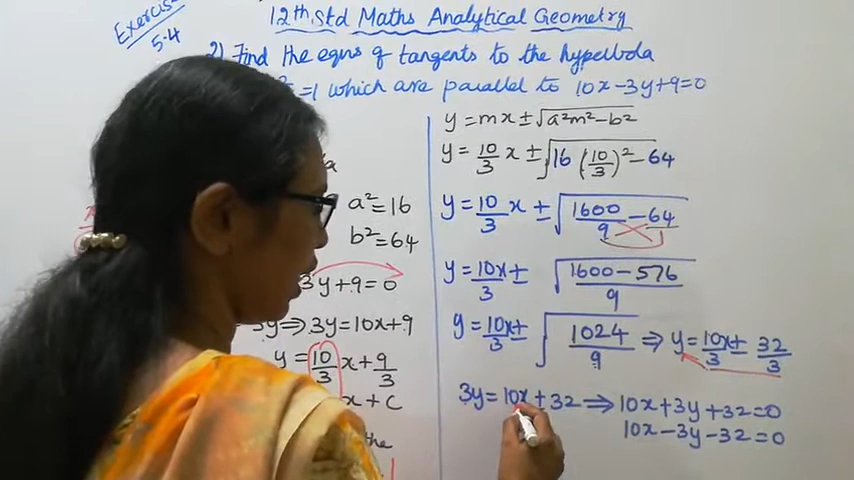 Exercise 5.4
12th Std Maths Analytical Geometry
2) Find the eqns of tangents to the hyperbola
=1 which are parallel to 10x-3y+9=0
a²=16
b²=64
3y+9=0
3y⇒3y=10x+9
y=10/3 x+9/3
x+c
the
y=mx±√a²m²-b²
y=10/3 x±√16(10/3)²-64
y=10/3 x±√1600/9-64/1
y=10x/3±√1600-576/9
y=10x/3±√1024/9⇒y=10x/3±32/3
3y=10x+32⇒10x+3y+32=0
10x-3y-32=0